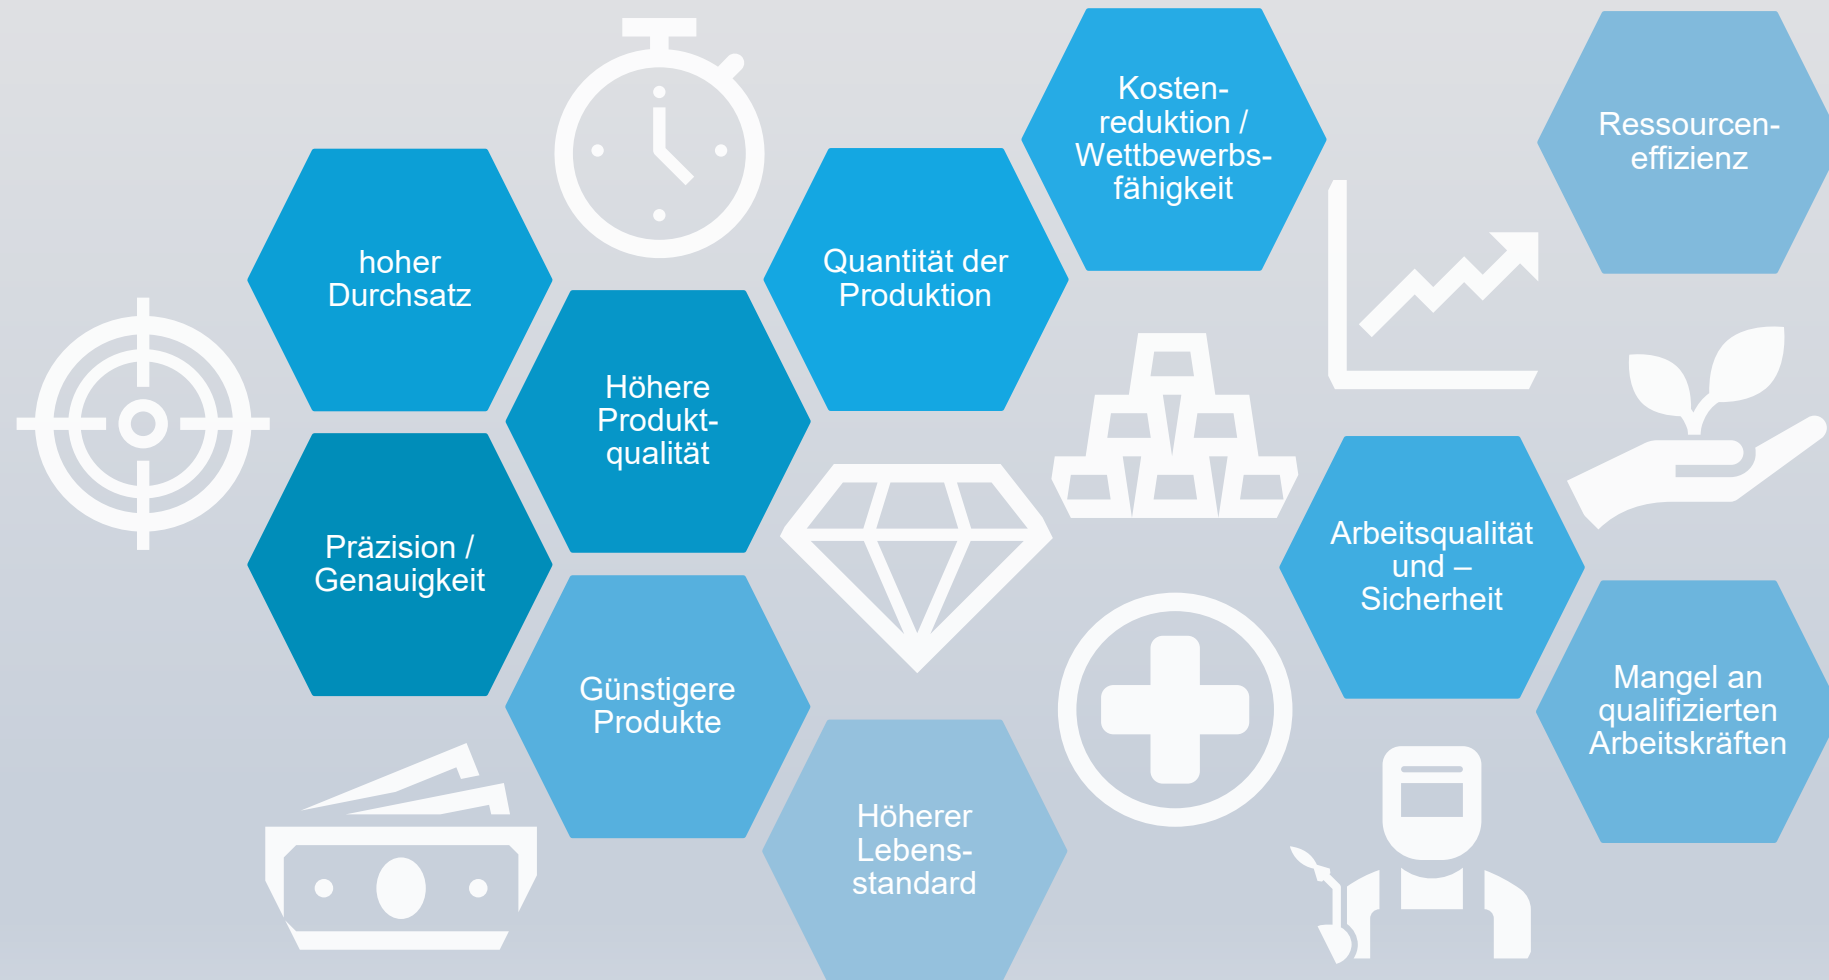 Kosten-
reduktion /
Wettbewerbs-
fähigkeit
Ressourcen-
effizienz
hoher
Durchsatz
Quantität der
Produktion
Höhere
Produkt-
qualität
Präzision /
Genauigkeit
Arbeitsqualität
und –
Sicherheit
Günstigere
Produkte
Mangel an
qualifizierten
Arbeitskräften
Höherer
Lebens-
standard